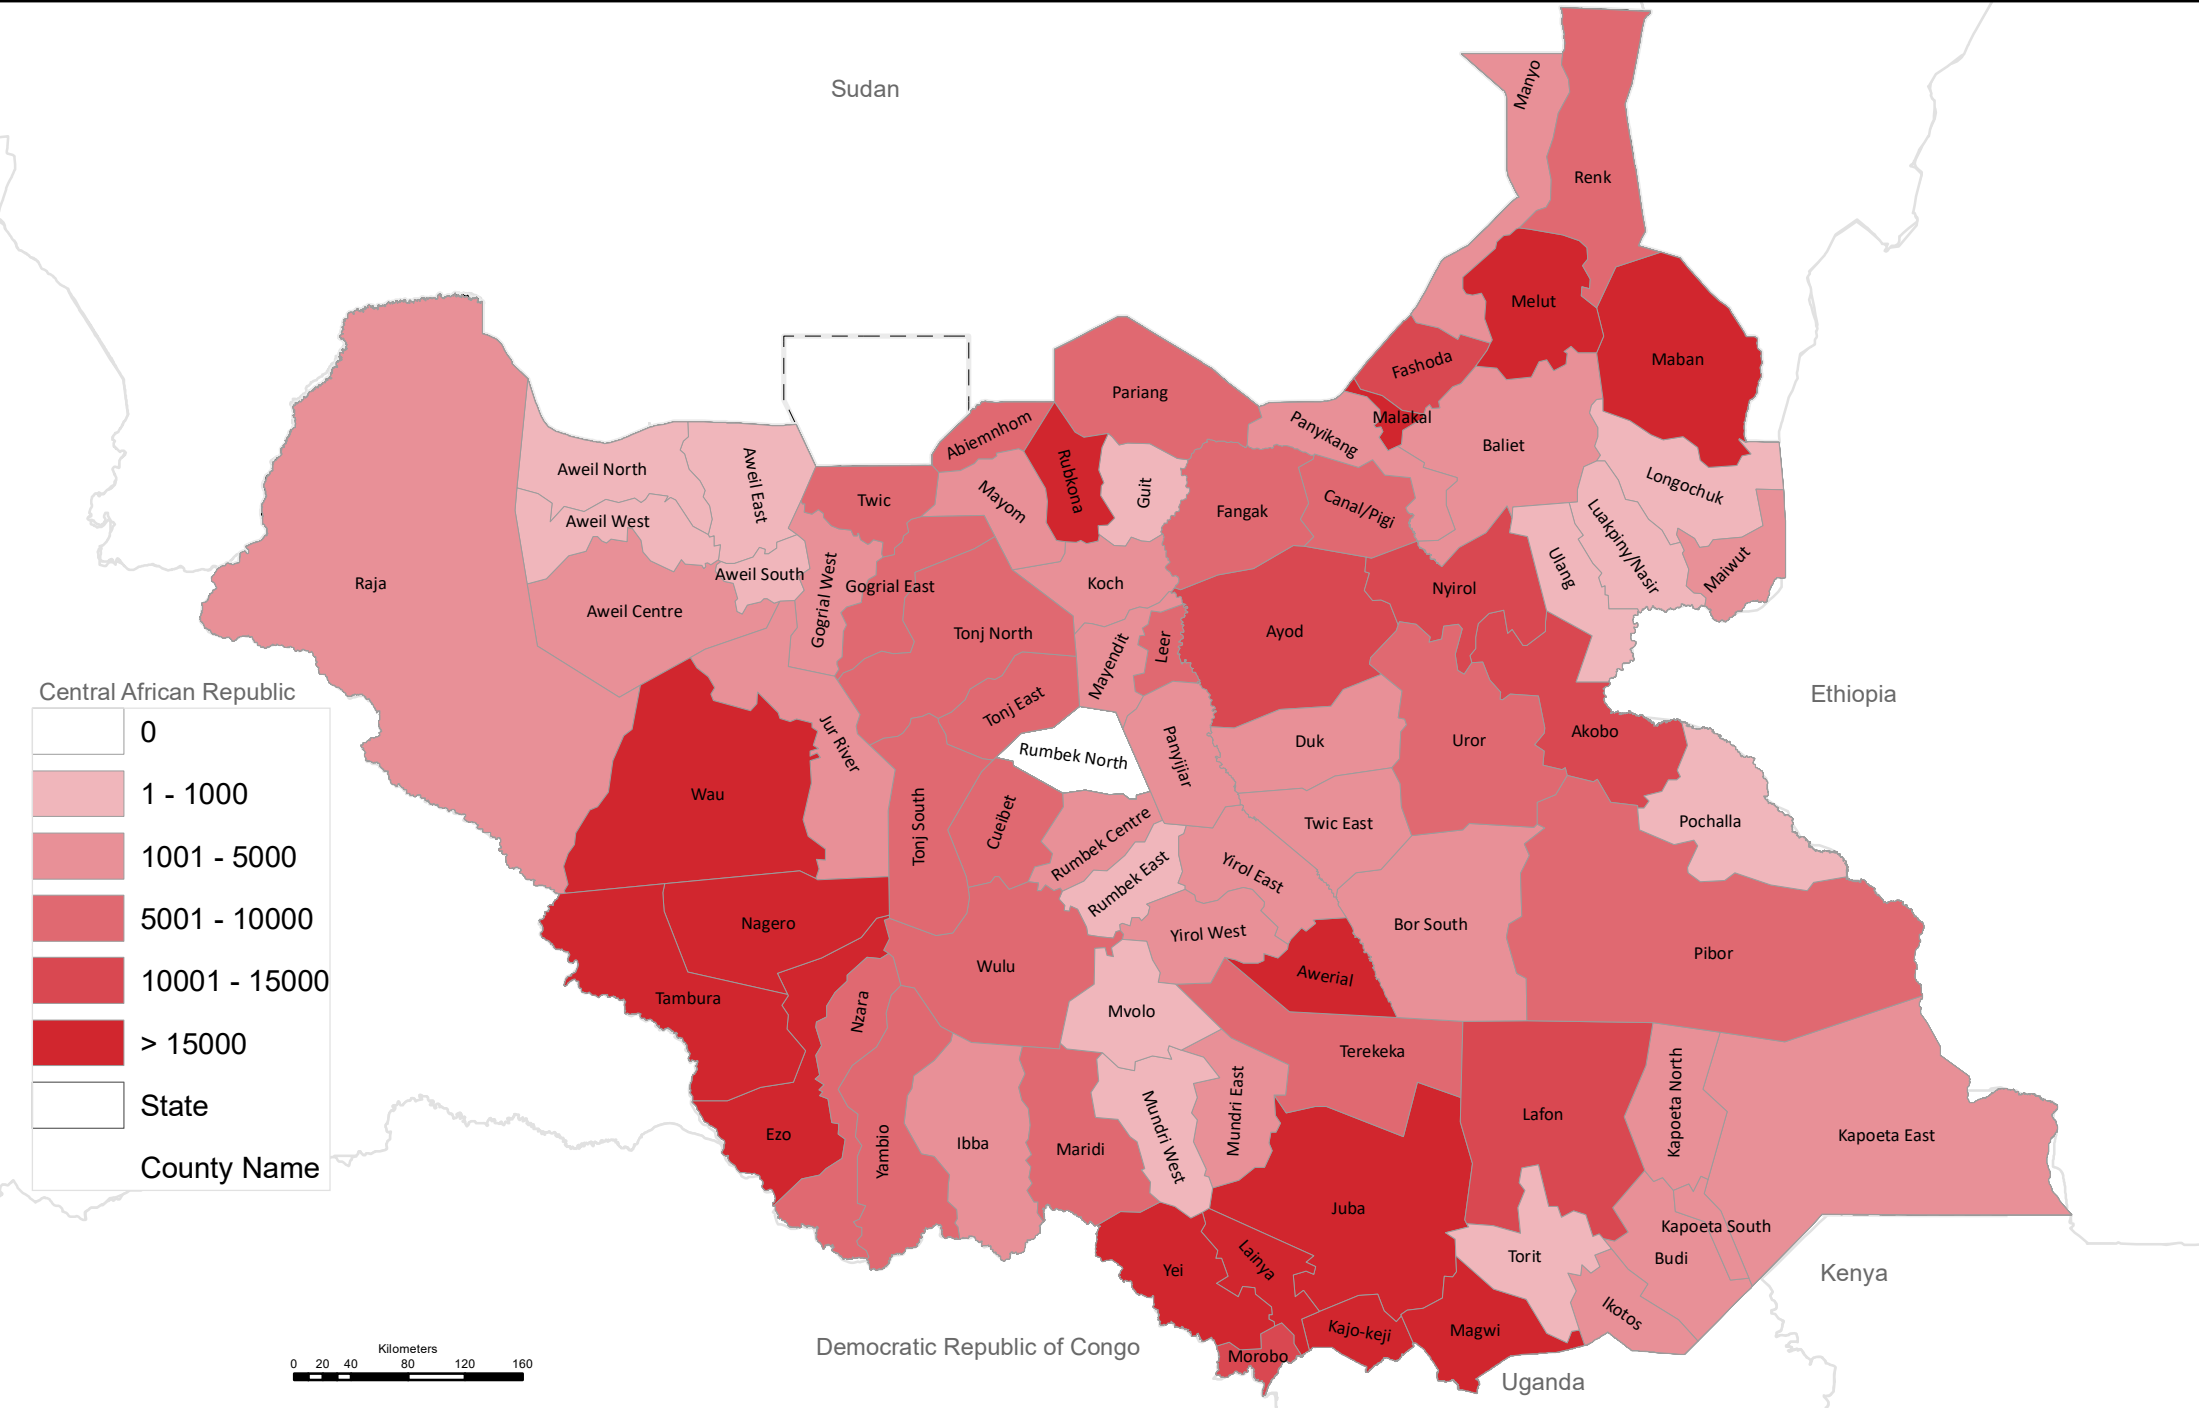 Sudan
Manyo
Renk
Melut
Maban
Fashoda
Pariang
Malakal
Abiemnhom
Panyikang
Baliet
Aweil North
Aweil East
Rubkona
Guit
Longochuk
Twic
Mayom
Fangak
Canal/Pigi
Aweil West
Luakpiny/Nasir
Ulang
Maiwut
Aweil South
Raja
Gogrial West
Gogrial East
Koch
Nyirol
Aweil Centre
Tonj North
Ayod
Leer
Mayendit
Central African Republic
Ethiopia
Tonj East
Jur River
Rumbek North
Panyijiar
Duk
Uror
Akobo
Wau
Tonj South
Cueibet
Rumbek Centre
Twic East
Pochalla
Rumbek East
Yirol East
Nagero
Yirol West
Bor South
Pibor
Wulu
Awerial
Tambura
Nzara
Mvolo
Terekeka
Kapoeta North
Mundri East
Lafon
Ezo
Yambio
Ibba
Maridi
Mundri West
Kapoeta East
Juba
Kapoeta South
Torit
Budi
Lainya
Yei
Kenya
Ikotos
Kajo-keji
Magwi
Morobo
Democratic Republic of Congo
Uganda
0
1 - 1000
1001 - 5000
5001 - 10000
10001 - 15000
> 15000
State
County Name
Kilometers
0 20 40 80 120 160